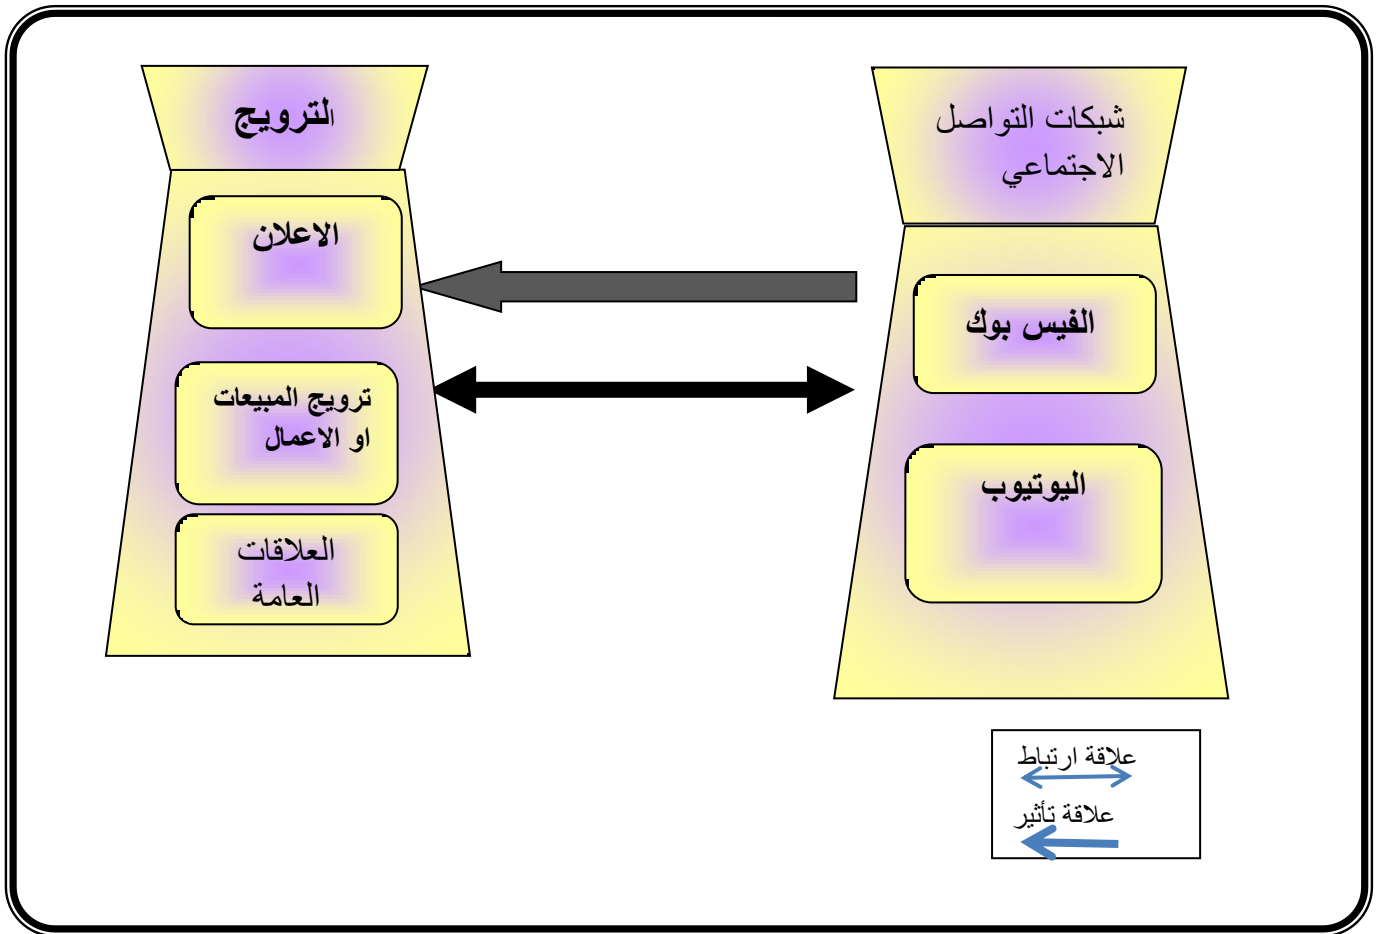 شبكات التواصل
الاجتماعي
الفيس بوك
اليوتيوب
الترويج
الاعلان
ترويج المبيعات
او الاعمال
العلاقات
العامة
علاقة ارتباط
علاقة تأثير